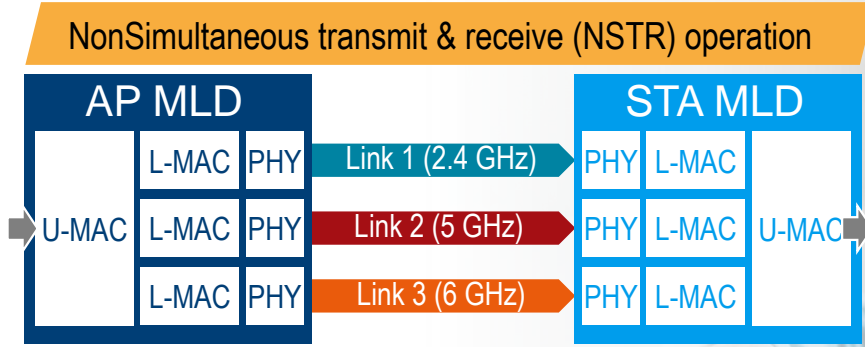 NonSimultaneous transmit & receive (NSTR) operation
AP MLD
STA MLD
L-MAC PHY Link 1 (2.4 GHz) PHY L-MAC
U-MAC L-MAC PHY Link 2 (5 GHz) PHY L-MAC U-MAC
L-MAC PHY Link 3 (6 GHz) PHY L-MAC